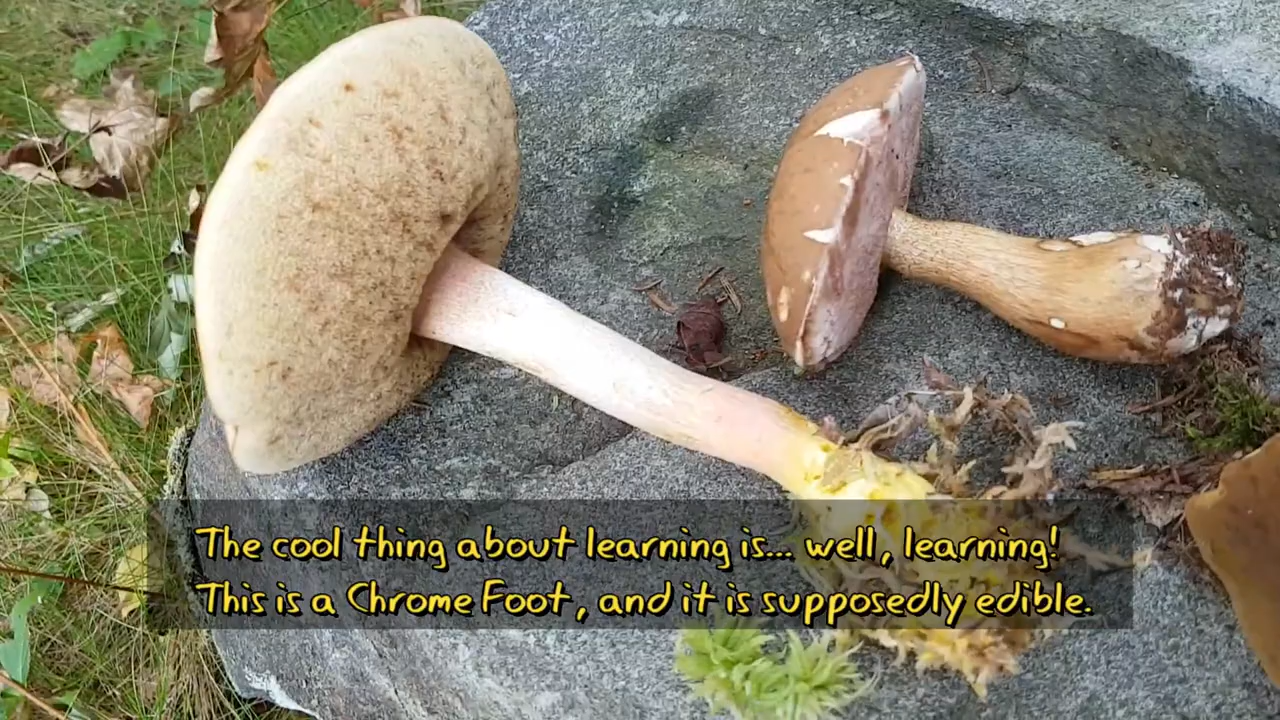 The cool thing about learning is... well, learning!
This is a Chrome Foot, and it is supposedly edible.